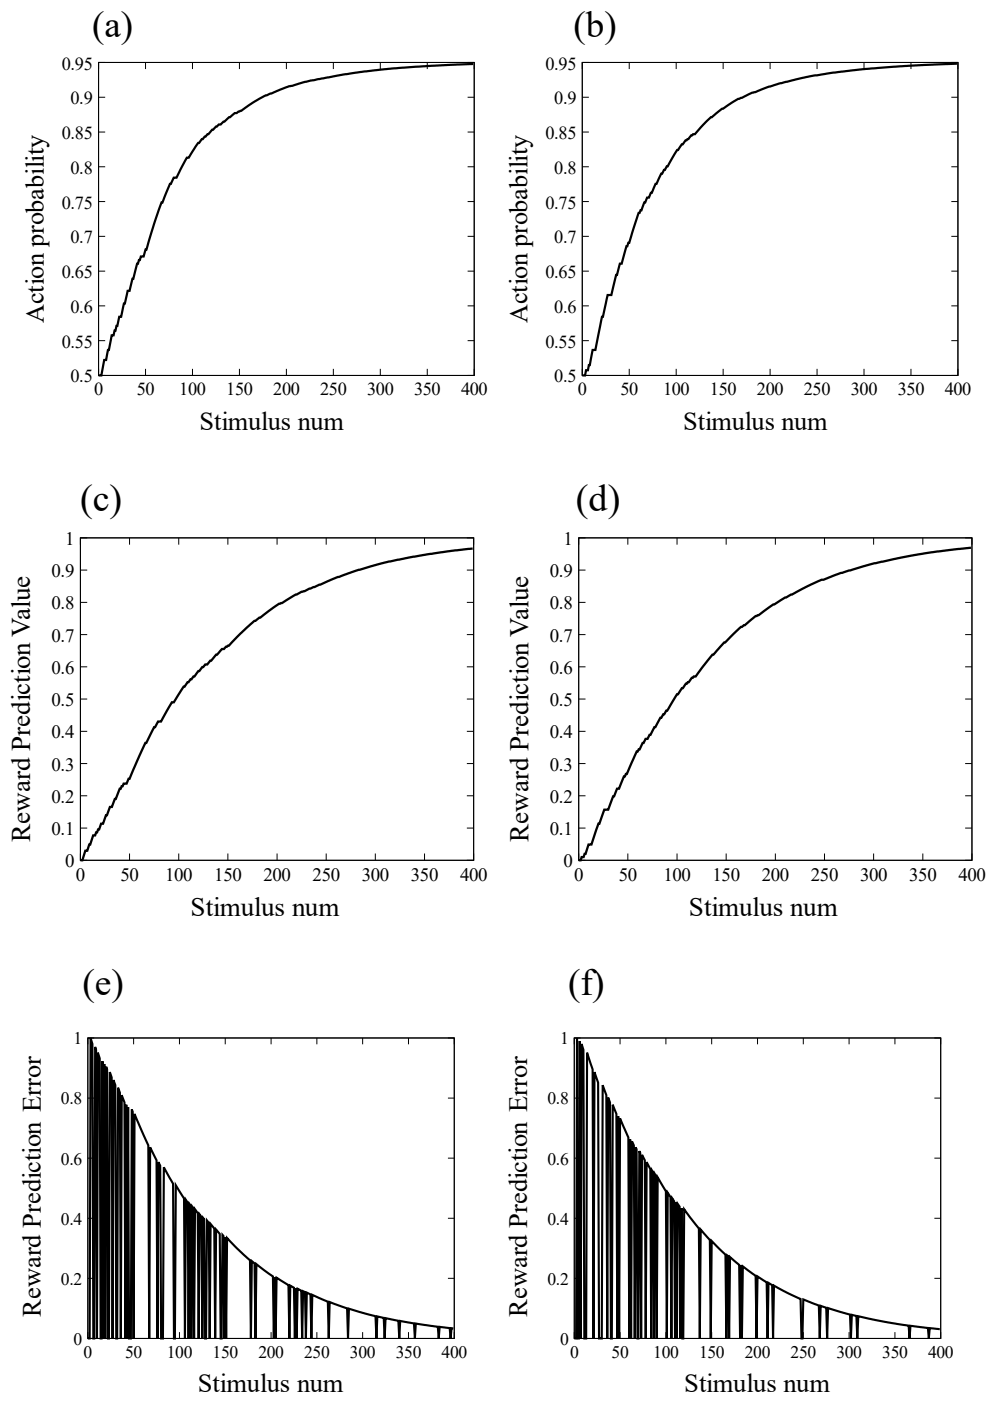 (a) (b)
0.95 0.95
0.9 0.9
0.85 0.85
0.8 0.8
0.75 0.75
0.7 0.7
0.65 0.65
0.6 0.6
0.55 0.55
0.5 0.5
Action probability Action probability
0 50 100 150 200 250 300 350 400 0 50 100 150 200 250 300 350 400
Stimulus num Stimulus num
(c) (d)
1 1
0.9 0.9
0.8 0.8
0.7 0.7
0.6 0.6
0.5 0.5
0.4 0.4
0.3 0.3
0.2 0.2
0.1 0.1
0 0
Reward Prediction Value Reward Prediction Value
0 50 100 150 200 250 300 350 400 0 50 100 150 200 250 300 350 400
Stimulus num Stimulus num
(e) (f)
1 1
0.8 0.8
0.6 0.6
0.4 0.4
0.2 0.2
0 0
Reward Prediction Error Reward Prediction Error
0 50 100 150 200 250 300 350 400 0 50 100 150 200 250 300 350 400
Stimulus num Stimulus num